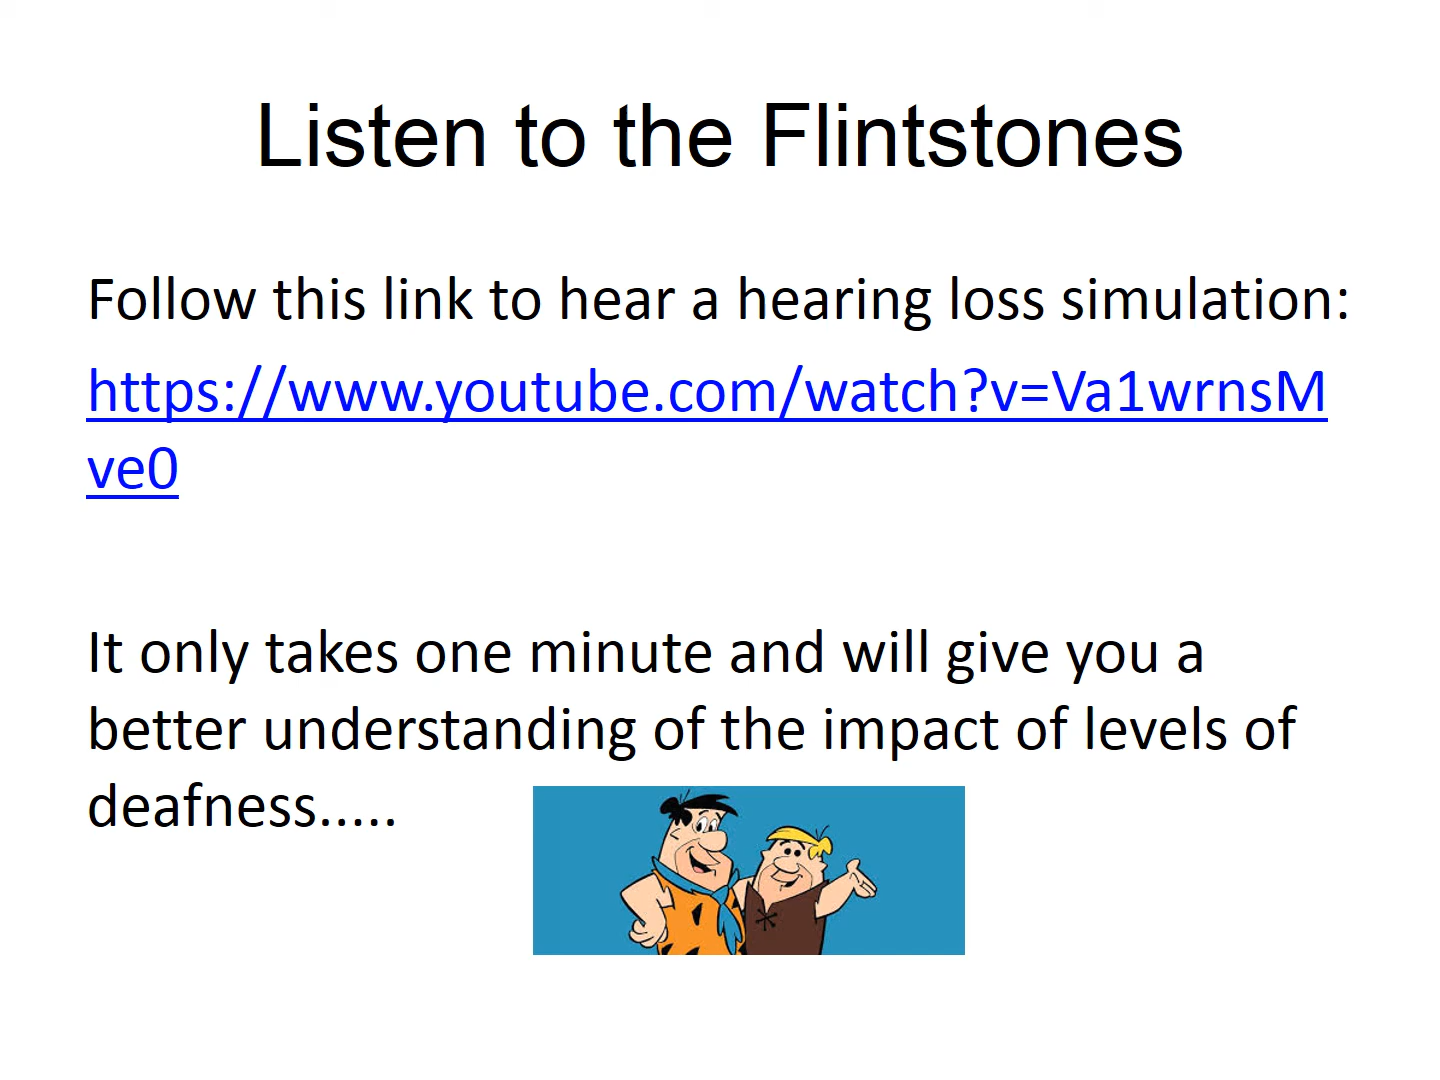 Listen to the Flintstones
Follow this link to hear a hearing loss simulation:
https://www.youtube.com/watch?v=Va1wrnsM
ve0
It only takes one minute and will give you a
better understanding of the impact of levels of
deafness.....